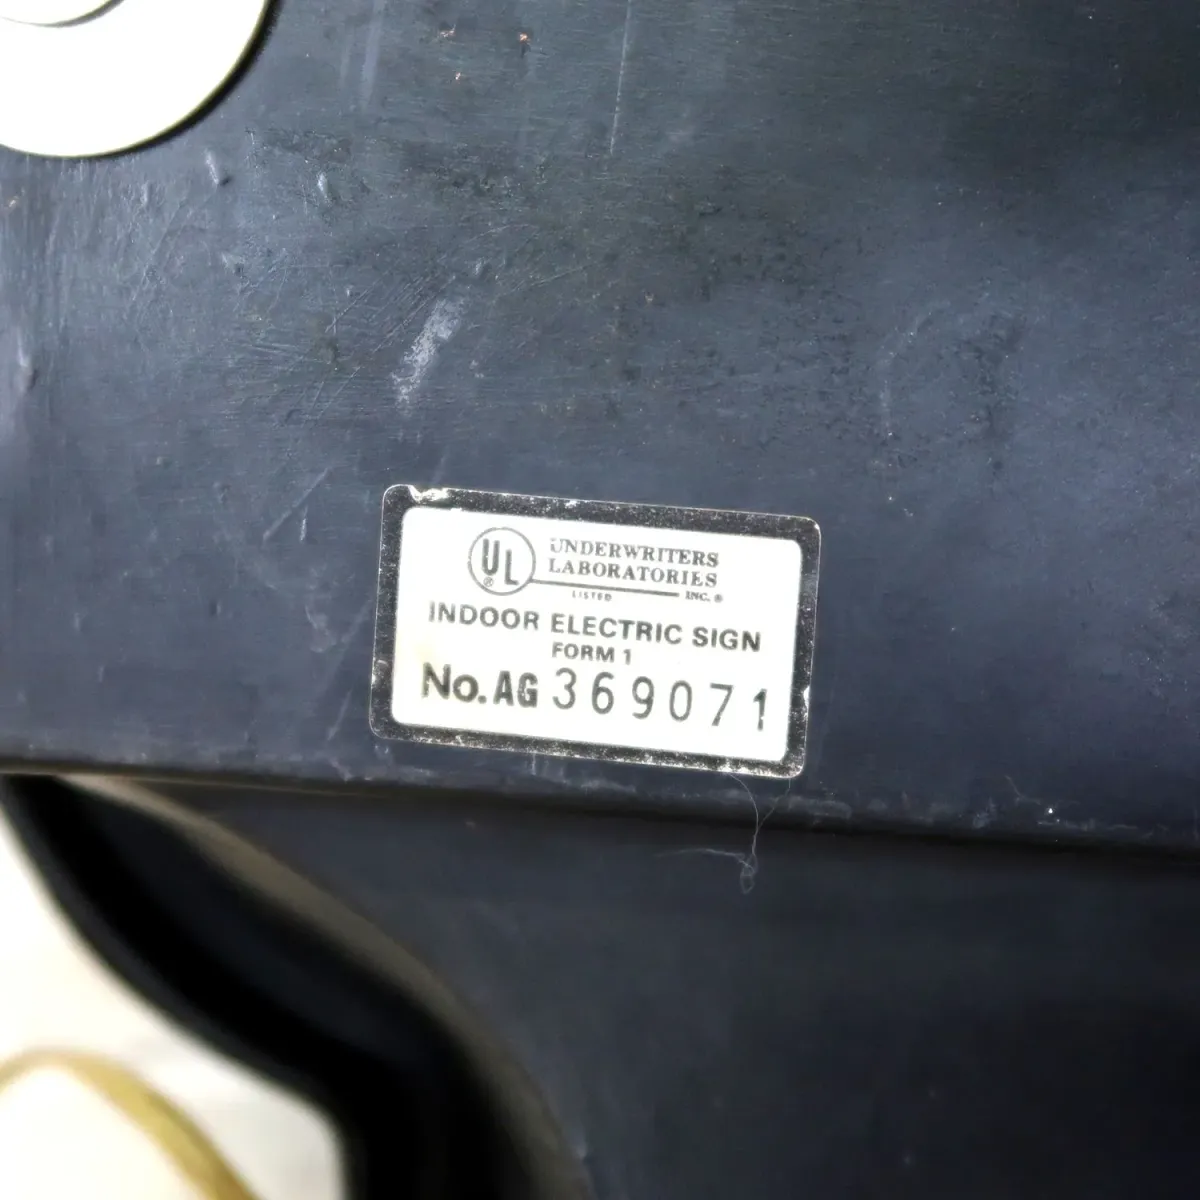 UL® UNDERWRITERS
LABORATORIES
LISTED INC.®
INDOOR ELECTRIC SIGN
FORM 1
No. AG 369071